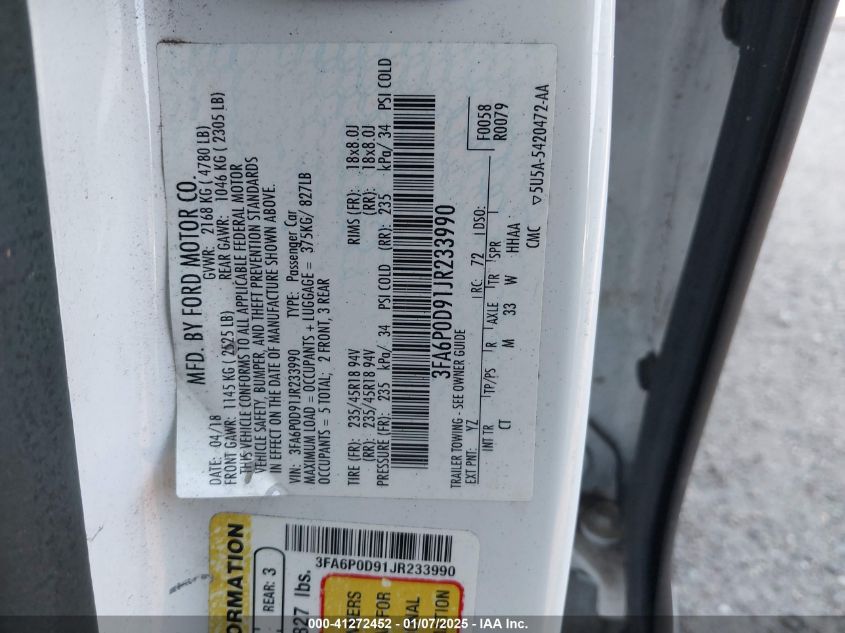 MFD. BY FORD MOTOR CO.
DATE: 04/18 GVWR: 2168 KG ( 4780 LB)
FRONT GAWR: 1145 KG ( 2525 LB) REAR GAWR: 1046 KG ( 2305 LB)
THIS VEHICLE CONFORMS TO ALL APPLICABLE FEDERAL MOTOR
VEHICLE SAFETY, BUMPER, AND THEFT PREVENTION STANDARDS
IN EFFECT ON THE DATE OF MANUFACTURE SHOWN ABOVE.
VIN: 3FA6P0D91JR233990 TYPE: Passenger Car
MAXIMUM LOAD = OCCUPANTS + LUGGAGE = 375KG/ 827LB
OCCUPANTS = 5 TOTAL; 2 FRONT, 3 REAR
TIRE (FR): 235/45R18 94V RIMS (FR): 18x8.0J
(RR): 235/45R18 94V (RR): 18x8.0J
PRESSURE (FR): 235 kPa/ 34 PSI COLD (RR): 235 kPa/ 34 PSI COLD
3FA6P0D91JR233990
TRAILER TOWING - SEE OWNER GUIDE
EXT PNT: YZ RC: 72 DSO: F0058
R0079
INT TR TP/PS R AXLE TR SPR
CT M 33 W HHAA
CMC ▽5U5A-5420472-AA
ORMATION
REAR: 3
827 lbs.
3FA6P0D91JR233990
000-41272452 - 01/07/2025 - IAA Inc.